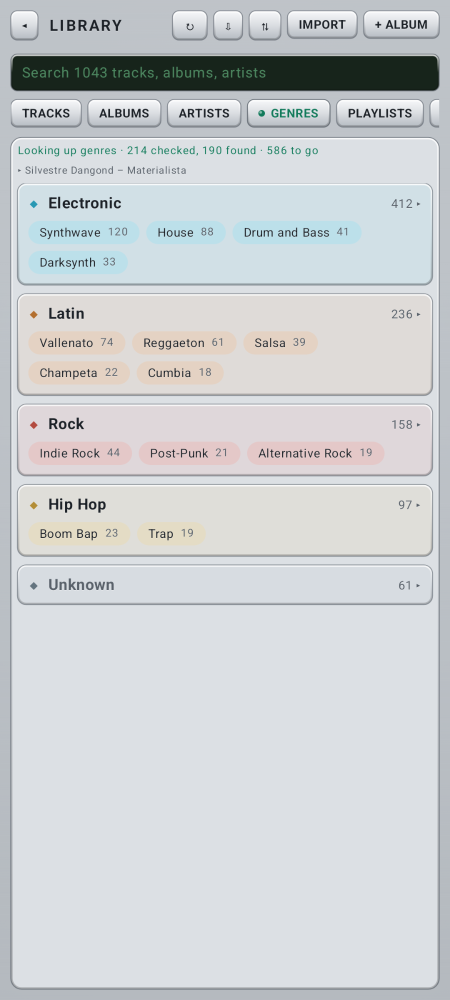 LIBRARY
IMPORT
+ ALBUM
Search 1043 tracks, albums, artists
TRACKS
ALBUMS
ARTISTS
GENRES
PLAYLISTS
Looking up genres · 214 checked, 190 found · 586 to go
▸ Silvestre Dangond – Materialista
Electronic 412 ▸
Synthwave 120 House 88 Drum and Bass 41
Darksynth 33
Latin 236 ▸
Vallenato 74 Reggaeton 61 Salsa 39
Champeta 22 Cumbia 18
Rock 158 ▸
Indie Rock 44 Post-Punk 21 Alternative Rock 19
Hip Hop 97 ▸
Boom Bap 23 Trap 19
Unknown 61 ▸